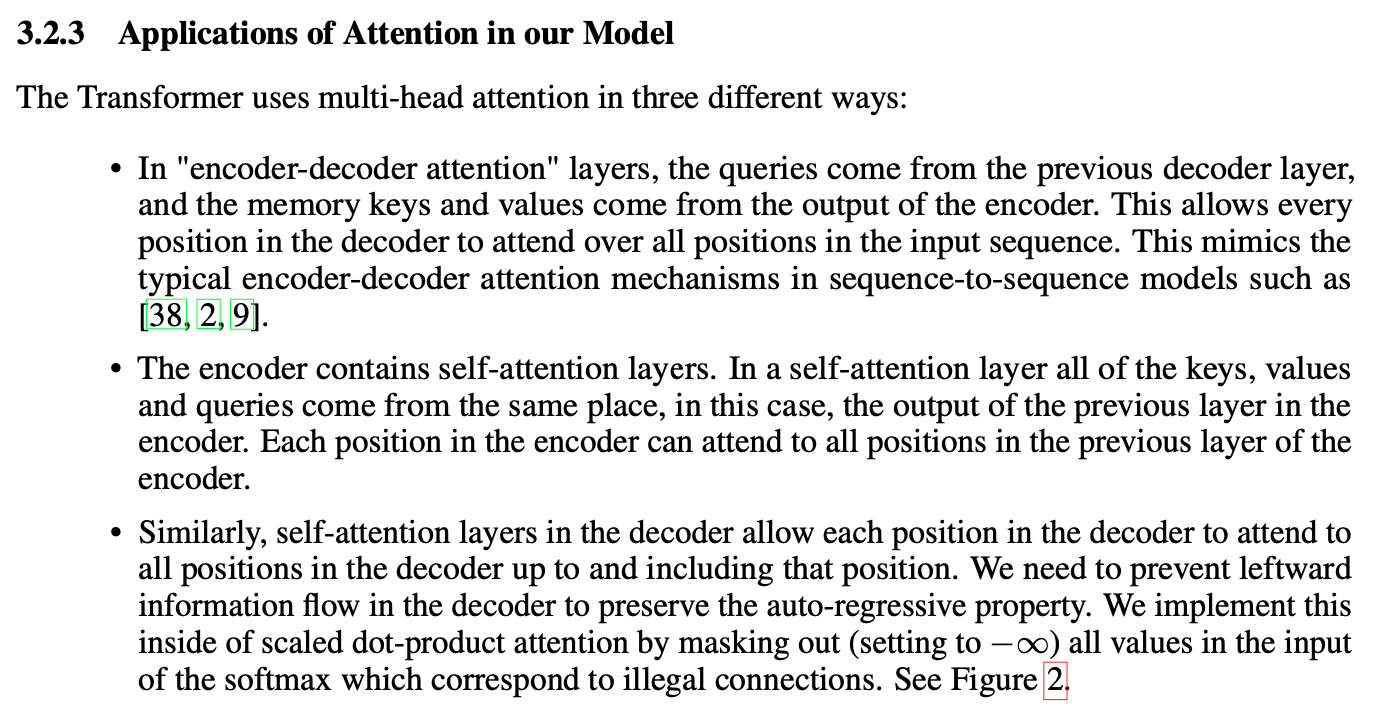 3.2.3 Applications of Attention in our Model
The Transformer uses multi-head attention in three different ways:
• In "encoder-decoder attention" layers, the queries come from the previous decoder layer,
and the memory keys and values come from the output of the encoder. This allows every
position in the decoder to attend over all positions in the input sequence. This mimics the
typical encoder-decoder attention mechanisms in sequence-to-sequence models such as
[38, 2, 9].
• The encoder contains self-attention layers. In a self-attention layer all of the keys, values
and queries come from the same place, in this case, the output of the previous layer in the
encoder. Each position in the encoder can attend to all positions in the previous layer of the
encoder.
• Similarly, self-attention layers in the decoder allow each position in the decoder to attend to
all positions in the decoder up to and including that position. We need to prevent leftward
information flow in the decoder to preserve the auto-regressive property. We implement this
inside of scaled dot-product attention by masking out (setting to −∞) all values in the input
of the softmax which correspond to illegal connections. See Figure 2.